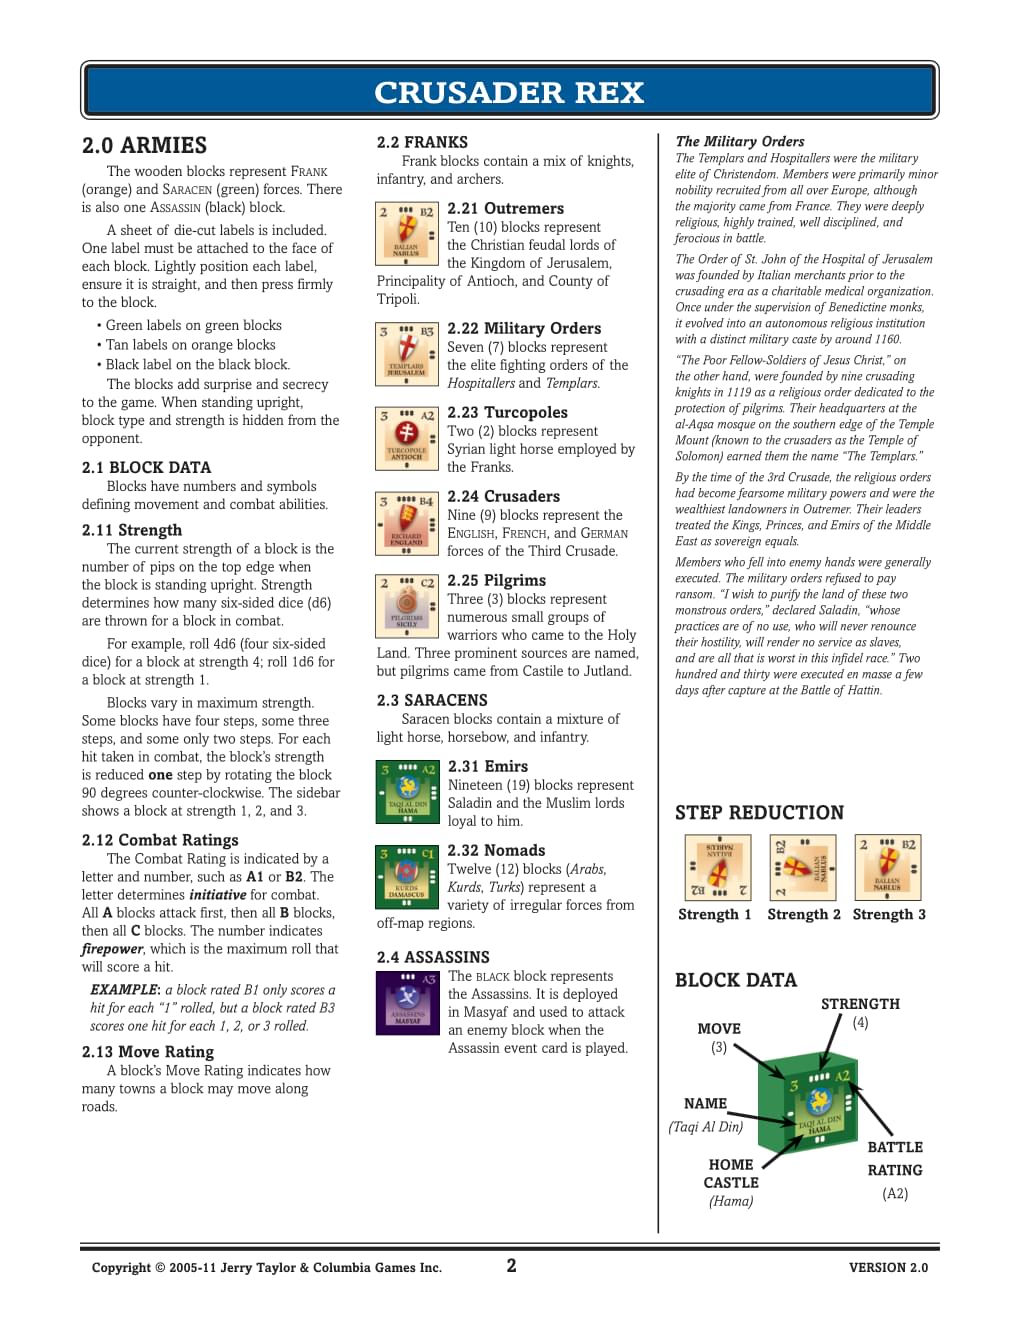 CRUSADER REX
2.0 ARMIES
The wooden blocks represent FRANK
(orange) and SARACEN (green) forces. There
is also one ASSASSIN (black) block.
A sheet of die-cut labels is included.
One label must be attached to the face of
each block. Lightly position each label,
ensure it is straight, and then press firmly
to the block.
• Green labels on green blocks
• Tan labels on orange blocks
• Black label on the black block.
The blocks add surprise and secrecy
to the game. When standing upright,
block type and strength is hidden from the
opponent.
2.1 BLOCK DATA
Blocks have numbers and symbols
defining movement and combat abilities.
2.11 Strength
The current strength of a block is the
number of pips on the top edge when
the block is standing upright. Strength
determines how many six-sided dice (d6)
are thrown for a block in combat.
For example, roll 4d6 (four six-sided
dice) for a block at strength 4; roll 1d6 for
a block at strength 1.
Blocks vary in maximum strength.
Some blocks have four steps, some three
steps, and some only two steps. For each
hit taken in combat, the block's strength
is reduced one step by rotating the block
90 degrees counter-clockwise. The sidebar
shows a block at strength 1, 2, and 3.
2.12 Combat Ratings
The Combat Rating is indicated by a
letter and number, such as A1 or B2. The
letter determines initiative for combat.
All A blocks attack first, then all B blocks,
then all C blocks. The number indicates
firepower, which is the maximum roll that
will score a hit.
EXAMPLE: a block rated B1 only scores a
hit for each "1" rolled, but a block rated B3
scores one hit for each 1, 2, or 3 rolled.
2.13 Move Rating
A block's Move Rating indicates how
many towns a block may move along
roads.
2.2 FRANKS
Frank blocks contain a mix of knights,
infantry, and archers.
2 B2
BALIAN
NABLUS
2.21 Outremers
Ten (10) blocks represent
the Christian feudal lords of
the Kingdom of Jerusalem,
Principality of Antioch, and County of
Tripoli.
3 B3
TEMPLARS
JERUSALEM
2.22 Military Orders
Seven (7) blocks represent
the elite fighting orders of the
Hospitallers and Templars.
3 A2
TURCOPOLE
ANTIOCH
2.23 Turcopoles
Two (2) blocks represent
Syrian light horse employed by
the Franks.
3 B4
RICHARD
ENGLAND
2.24 Crusaders
Nine (9) blocks represent the
ENGLISH, FRENCH, and GERMAN
forces of the Third Crusade.
2 C2
PILGRIMS
SICILY
2.25 Pilgrims
Three (3) blocks represent
numerous small groups of
warriors who came to the Holy
Land. Three prominent sources are named,
but pilgrims came from Castile to Jutland.
2.3 SARACENS
Saracen blocks contain a mixture of
light horse, horsebow, and infantry.
3 A2
TAQI AL DIN
HAMA
2.31 Emirs
Nineteen (19) blocks represent
Saladin and the Muslim lords
loyal to him.
3 C1
KURDS
DAMASCUS
2.32 Nomads
Twelve (12) blocks (Arabs,
Kurds, Turks) represent a
variety of irregular forces from
off-map regions.
2.4 ASSASSINS
A3
ASSASSINS
MASYAF
The BLACK block represents
the Assassins. It is deployed
in Masyaf and used to attack
an enemy block when the
Assassin event card is played.
The Military Orders
The Templars and Hospitallers were the military
elite of Christendom. Members were primarily minor
nobility recruited from all over Europe, although
the majority came from France. They were deeply
religious, highly trained, well disciplined, and
ferocious in battle.
The Order of St. John of the Hospital of Jerusalem
was founded by Italian merchants prior to the
crusading era as a charitable medical organization.
Once under the supervision of Benedictine monks,
it evolved into an autonomous religious institution
with a distinct military caste by around 1160.
"The Poor Fellow-Soldiers of Jesus Christ," on
the other hand, were founded by nine crusading
knights in 1119 as a religious order dedicated to the
protection of pilgrims. Their headquarters at the
al-Aqsa mosque on the southern edge of the Temple
Mount (known to the crusaders as the Temple of
Solomon) earned them the name "The Templars."
By the time of the 3rd Crusade, the religious orders
had become fearsome military powers and were the
wealthiest landowners in Outremer. Their leaders
treated the Kings, Princes, and Emirs of the Middle
East as sovereign equals.
Members who fell into enemy hands were generally
executed. The military orders refused to pay
ransom. "I wish to purify the land of these two
monstrous orders," declared Saladin, "whose
practices are of no use, who will never renounce
their hostility, will render no service as slaves,
and are all that is worst in this infidel race." Two
hundred and thirty were executed en masse a few
days after capture at the Battle of Hattin.
STEP REDUCTION
2 B2
BALIAN
NABLUS
2 B2
BALIAN
NABLUS
2 B2
BALIAN
NABLUS
Strength 1 Strength 2 Strength 3
BLOCK DATA
STRENGTH
(4)
MOVE
(3)
3 A2
TAQI AL DIN
HAMA
NAME
(Taqi Al Din)
HOME
CASTLE
(Hama)
BATTLE
RATING
(A2)
Copyright © 2005-11 Jerry Taylor & Columbia Games Inc.
2
VERSION 2.0